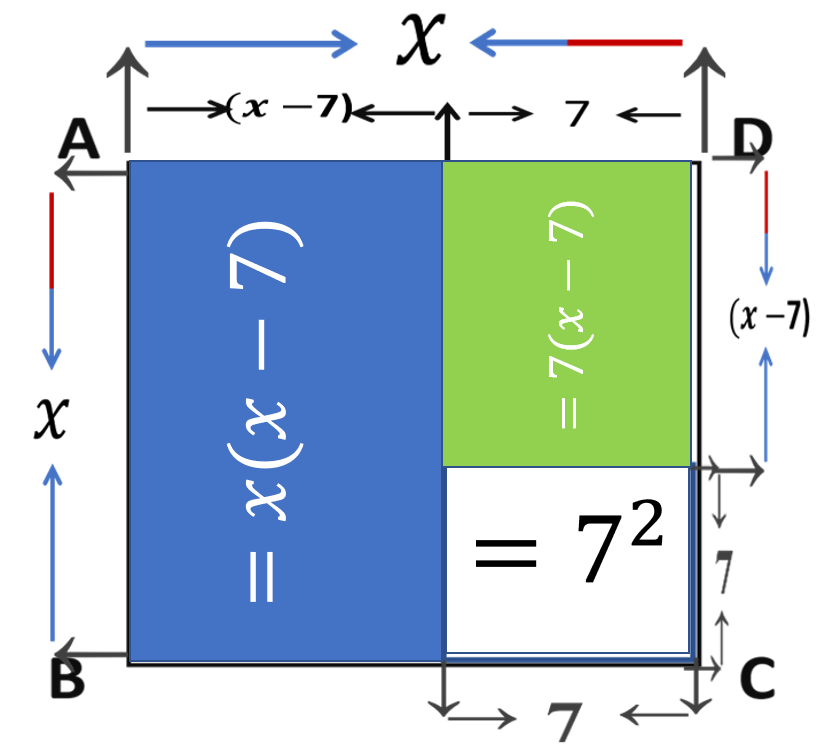 x
(x −7)
7
A
D
= x(x − 7)
= 7(x − 7)
(x −7)
x
= 7²
7
B
C
7